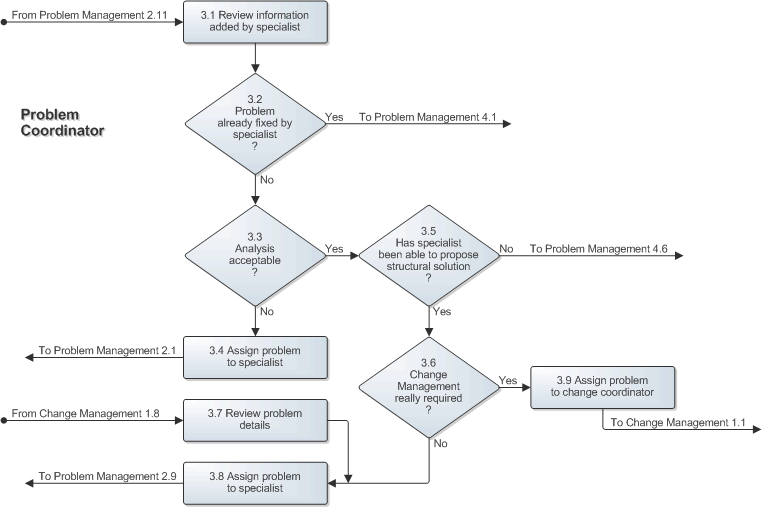 From Problem Management 2.11
3.1 Review information
added by specialist
Problem
Coordinator
3.2
Problem
already fixed by
specialist
?
Yes
To Problem Management 4.1
No
3.3
Analysis
acceptable
?
Yes
3.5
Has specialist
been able to propose
structural solution
?
No
To Problem Management 4.6
No
Yes
To Problem Management 2.1
3.4 Assign problem
to specialist
3.6
Change
Management
really required
?
Yes
3.9 Assign problem
to change coordinator
From Change Management 1.8
3.7 Review problem
details
To Change Management 1.1
No
To Problem Management 2.9
3.8 Assign problem
to specialist